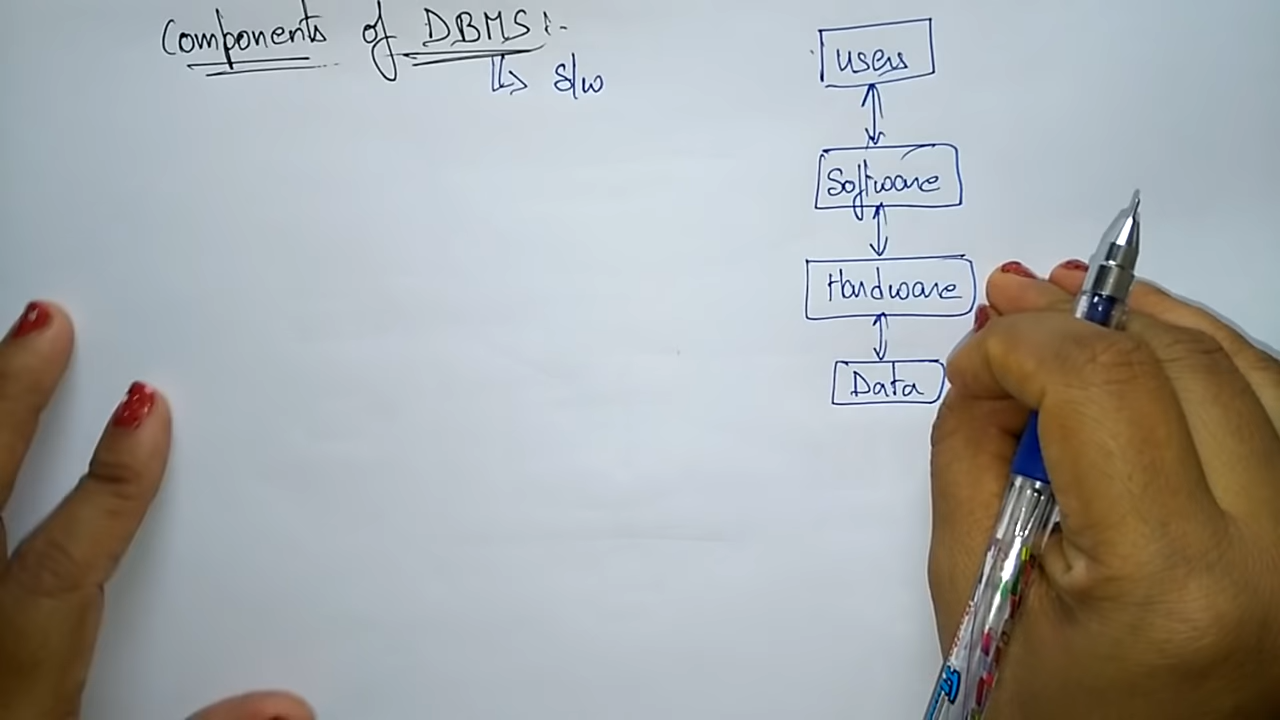 Components of DBMS :-
s/w
users
Software
Hardware
Data